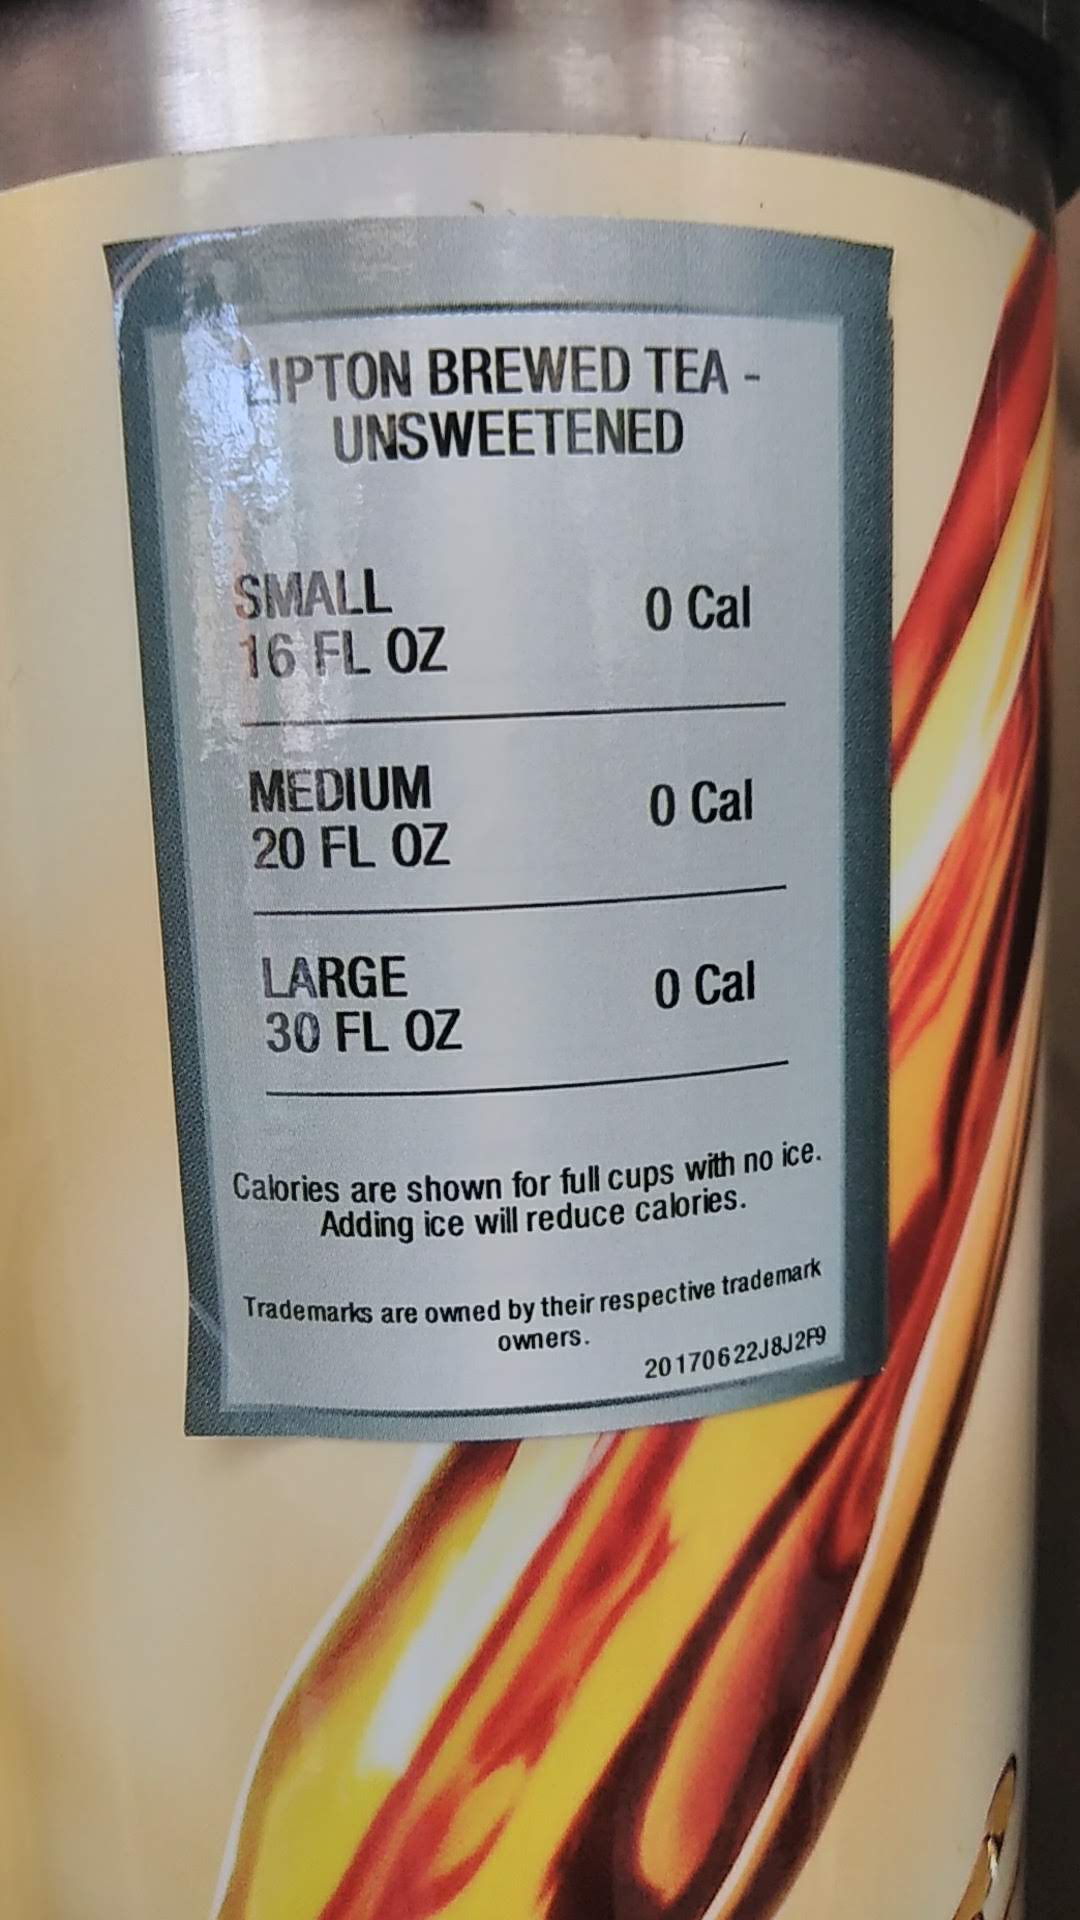 LIPTON BREWED TEA -
UNSWEETENED
SMALL
16 FL OZ
0 Cal
MEDIUM
20 FL OZ
0 Cal
LARGE
30 FL OZ
0 Cal
Calories are shown for full cups with no ice.
Adding ice will reduce calories.
Trademarks are owned by their respective trademark
owners.
20170622J8J2F9